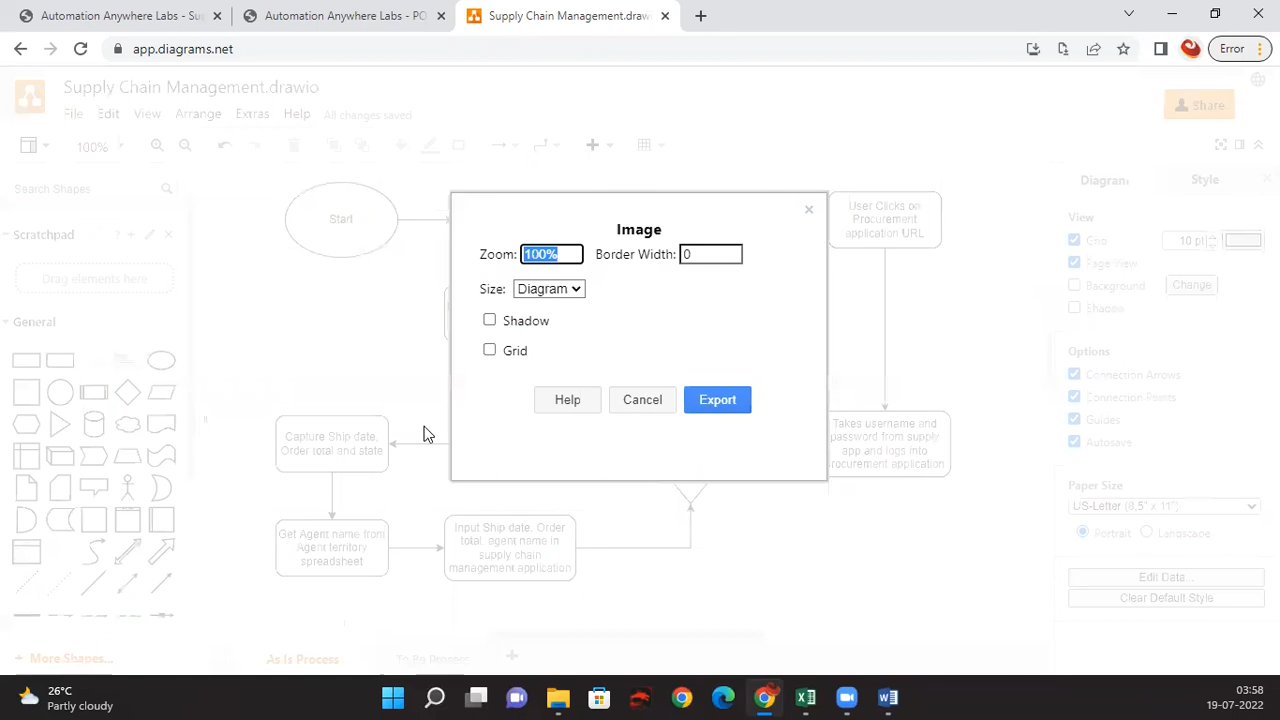 Automation Anywhere Labs - Su
Automation Anywhere Labs - PO
Supply Chain Management.drawio
app.diagrams.net
Error
Supply Chain Management.drawio
File Edit View Arrange Extras Help All changes saved
Share
100%
Search Shapes
Scratchpad
Drag elements here
General
More Shapes...
Start
User Clicks on
Procurement
application URL
Image
Zoom: 100% Border Width: 0
Size: Diagram
Shadow
Grid
Help Cancel Export
Capture Ship date,
Order total and state
Takes username and
password from supply
app and logs into
procurement application
Get Agent name from
Agent territory
spreadsheet
Input Ship date, Order
total, agent name in
supply chain
management application
Diagram Style
View
Grid 10 pt
Page View
Background Change
Shadow
Options
Connection Arrows
Connection Points
Guides
Autosave
Paper Size
US-Letter (8,5" x 11")
Portrait Landscape
Edit Data...
Clear Default Style
As Is Process To Be Process
26°C
Partly cloudy
03:58
19-07-2022